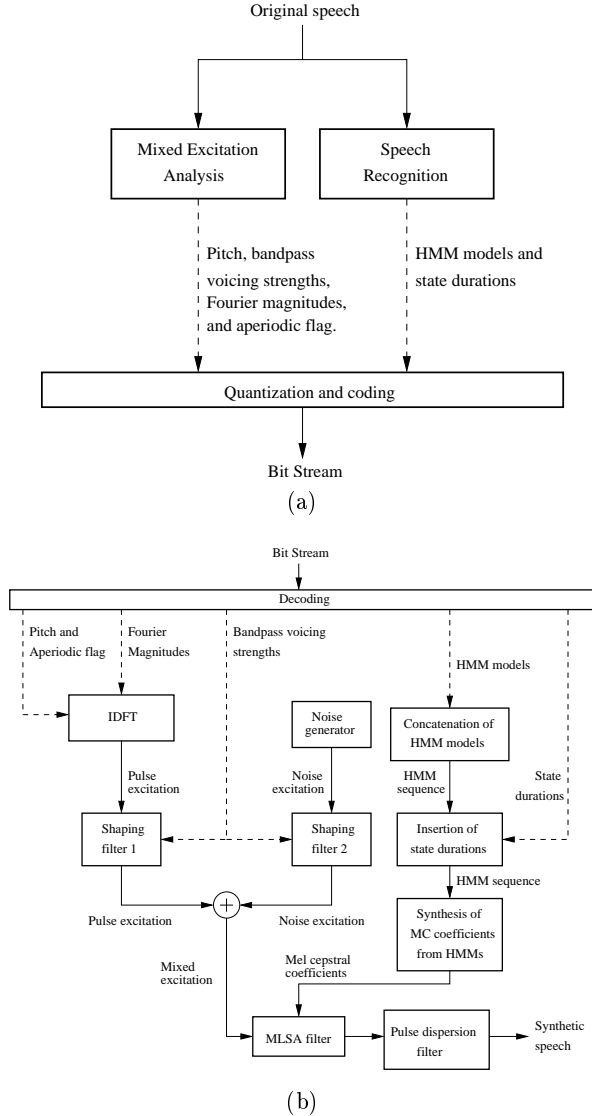 Original speech
Mixed Excitation
Analysis
Speech
Recognition
Pitch, bandpass
voicing strengths,
Fourier magnitudes,
and aperiodic flag.
HMM models and
state durations
Quantization and coding
Bit Stream
(a)
Bit Stream
Decoding
Pitch and
Aperiodic flag
Fourier
Magnitudes
Bandpass voicing
strengths
HMM models
IDFT
Noise
generator
Concatenation of
HMM models
Pulse
excitation
Noise
excitation
HMM
sequence
State
durations
Shaping
filter 1
Shaping
filter 2
Insertion of
state durations
HMM sequence
Pulse excitation
+
Noise excitation
Synthesis of
MC coefficients
from HMMs
Mixed
excitation
Mel cepstral
coefficients
MLSA filter
Pulse dispersion
filter
Synthetic
speech
(b)